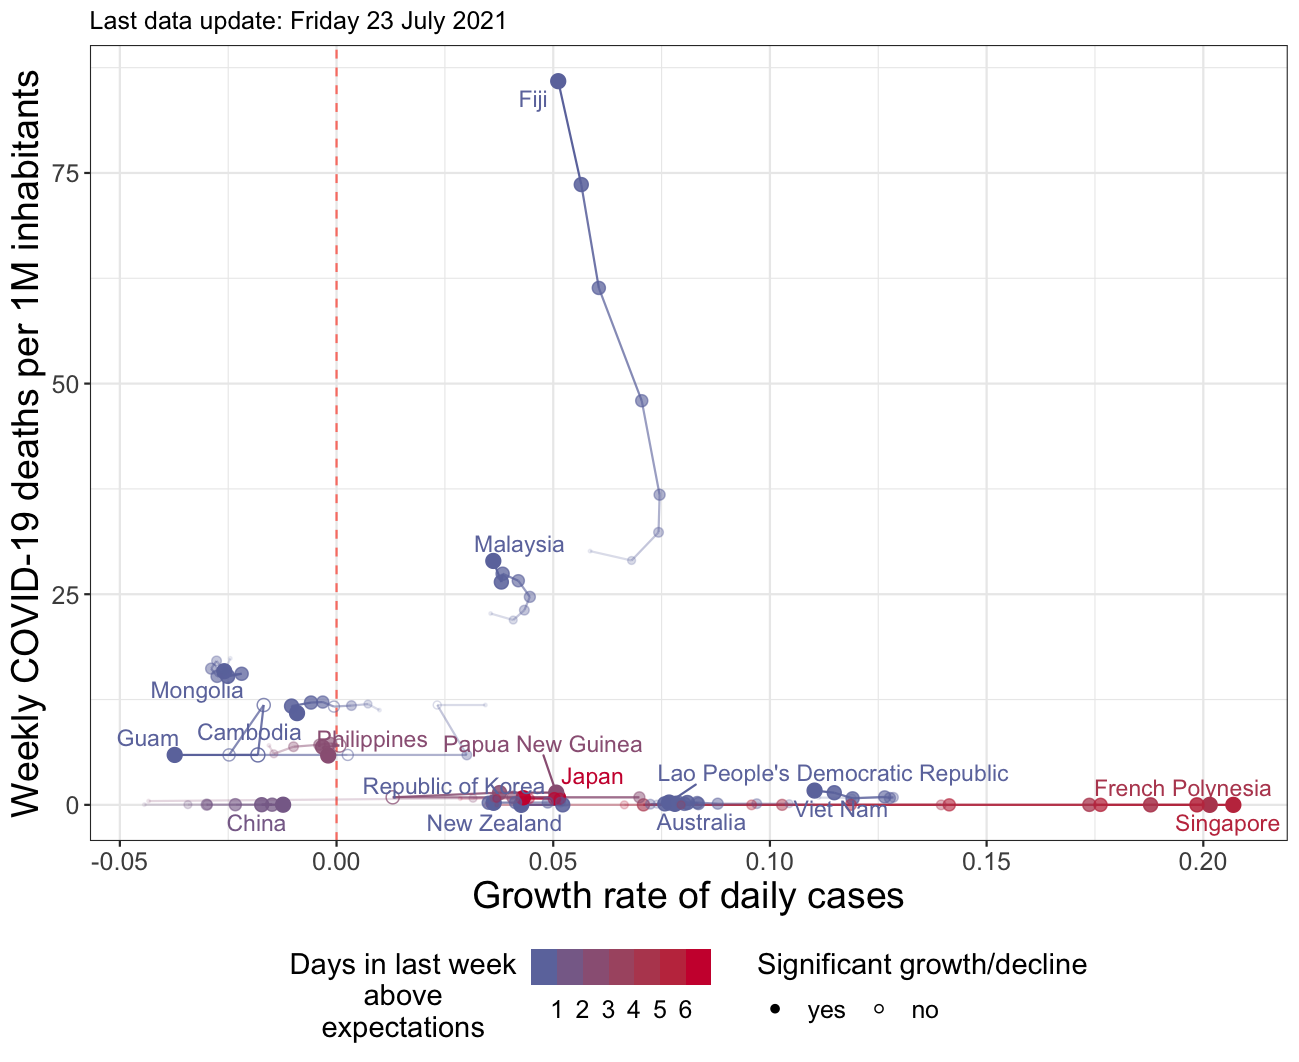 Last data update: Friday 23 July 2021
Weekly COVID-19 deaths per 1M inhabitants
75
50
25
0
Fiji
Malaysia
Mongolia
Guam
Cambodia
Philippines
Papua New Guinea
Republic of Korea
Japan
Lao People's Democratic Republic
French Polynesia
Viet Nam
China
New Zealand
Australia
Singapore
-0.05 0.00 0.05 0.10 0.15 0.20
Growth rate of daily cases
Days in last week
above
expectations
1 2 3 4 5 6
Significant growth/decline
yes no